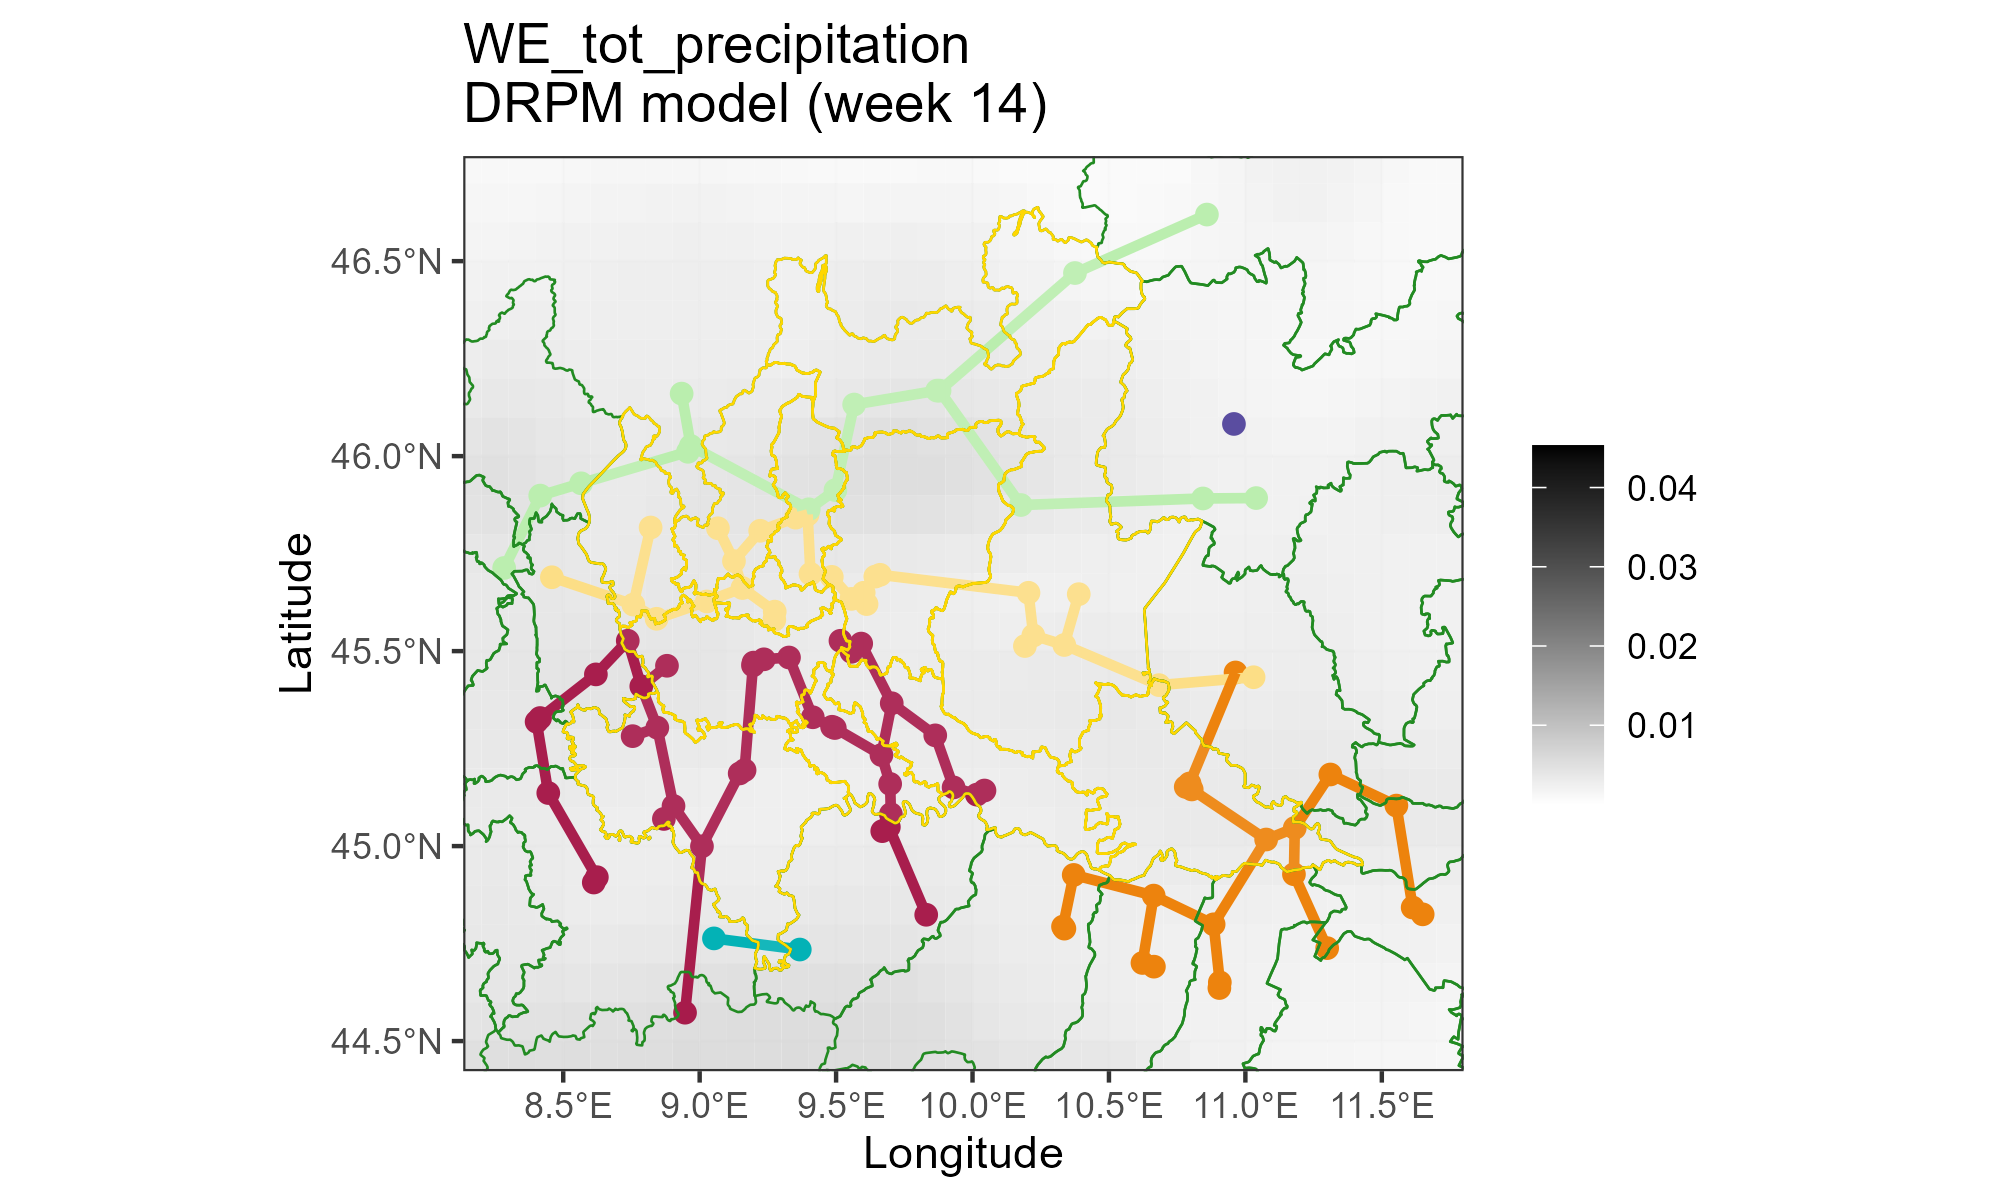 WE_tot_precipitation
DRPM model (week 14)
46.5°N
46.0°N
45.5°N
45.0°N
44.5°N
Latitude
8.5°E 9.0°E 9.5°E 10.0°E 10.5°E 11.0°E 11.5°E
Longitude
0.04
0.03
0.02
0.01